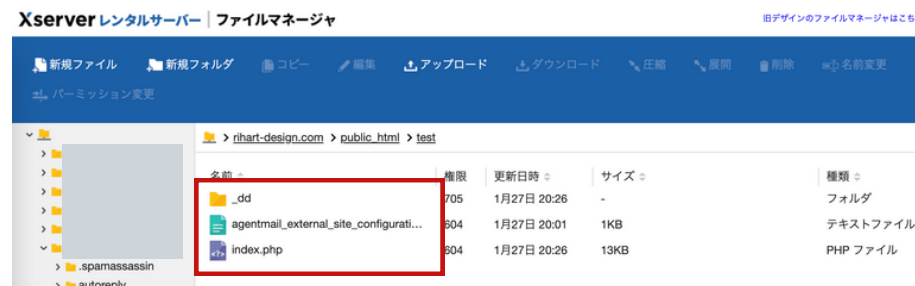 Xserver レンタルサーバー | ファイルマネージャ
旧デザインのファイルマネージャはこち
新規ファイル 新規フォルダ コピー 編集 アップロード ダウンロード 圧縮 展開 削除 名前変更
パーミッション変更
> rihart-design.com > public_html > test
名前 権限 更新日時 サイズ 種類
_dd 705 1月27日 20:26 - フォルダ
agentmail_external_site_configurati... 604 1月27日 20:01 1KB テキストファイル
index.php 604 1月27日 20:26 13KB PHP ファイル
.spamassassin
autoreply